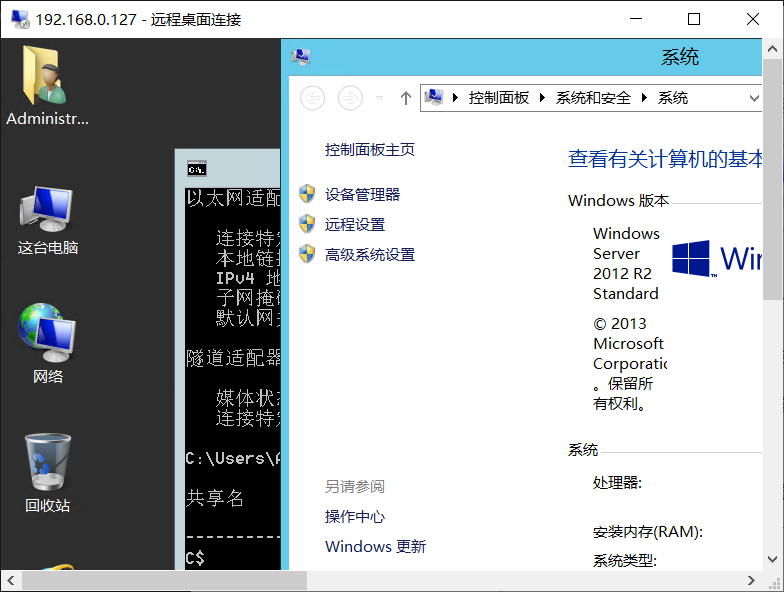 192.168.0.127 - 远程桌面连接
Administr...
这台电脑
网络
回收站
C:\.
以太网适配
连接特
本地链
IPv4 地
子网掩
默认网
隧道适配器
媒体状
连接特
C:\Users\A
共享名
C$
系统
控制面板 系统和安全 系统
控制面板主页
设备管理器
远程设置
高级系统设置
另请参阅
操作中心
Windows 更新
查看有关计算机的基本
Windows 版本
Windows
Server
2012 R2
Standard
Win
© 2013
Microsoft
Corporatic
。保留所
有权利。
系统
处理器:
安装内存(RAM):
系统类型: